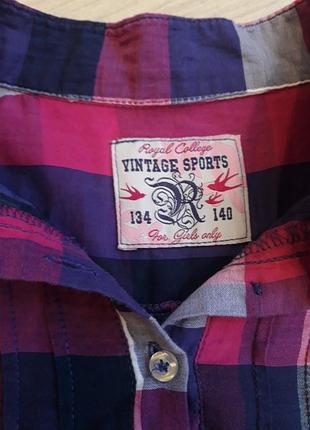 Royal College
VINTAGE SPORTS
R
134 140
For Girls only